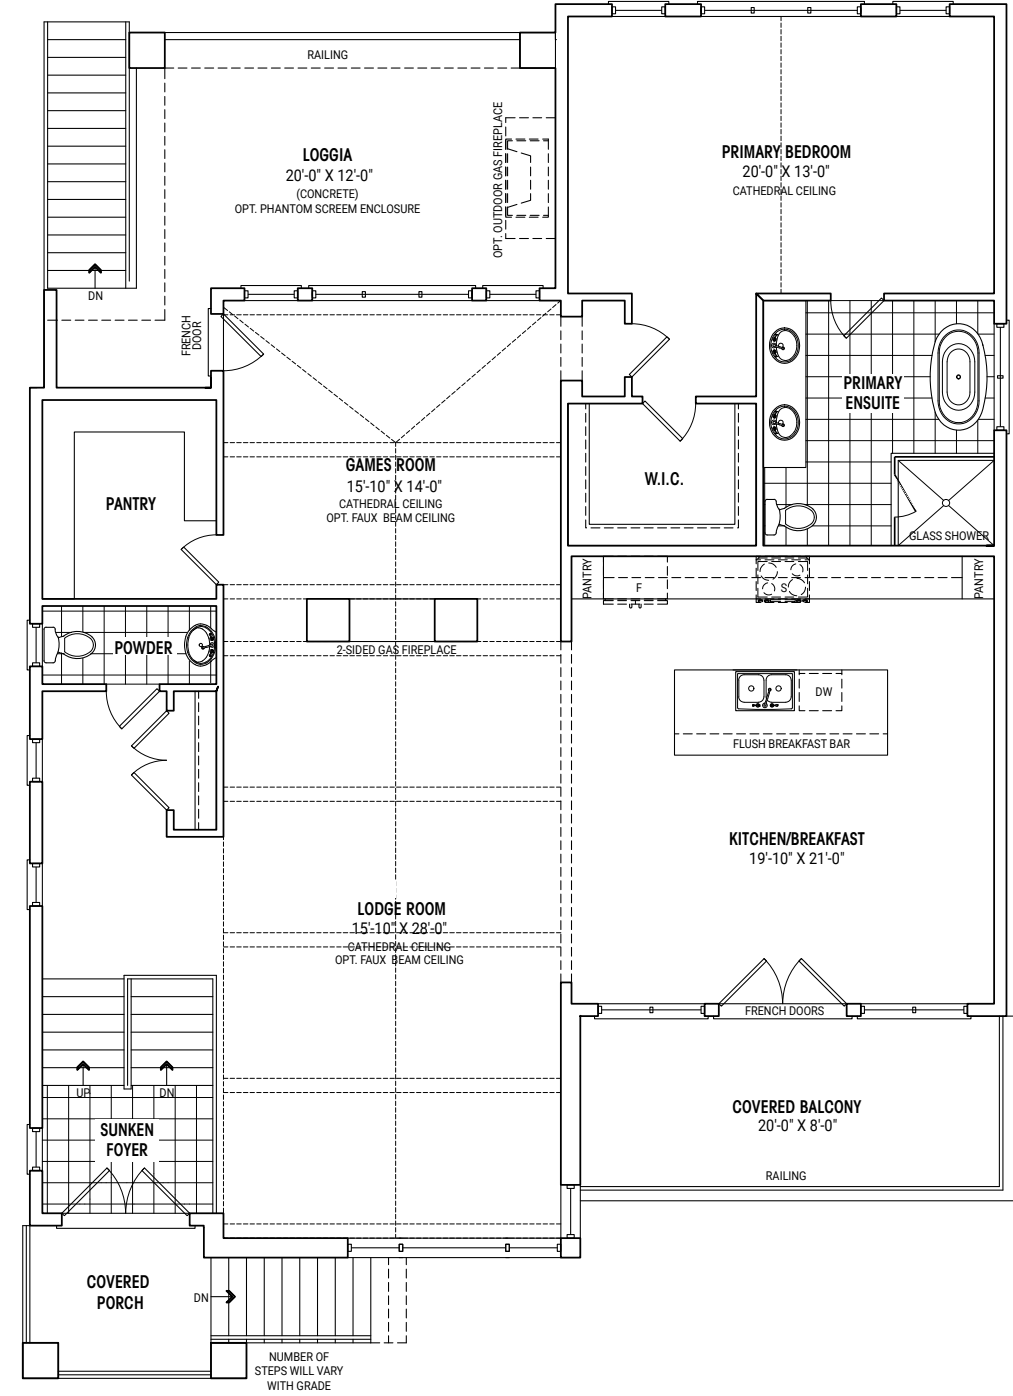 RAILING
LOGGIA
20'-0" X 12'-0"
(CONCRETE)
OPT. PHANTOM SCREEM ENCLOSURE
OPT. OUTDOOR GAS FIREPLACE
PRIMARY BEDROOM
20'-0" X 13'-0"
CATHEDRAL CEILING
DN
FRENCH
DOOR
PRIMARY
ENSUITE
GAMES ROOM
15'-10" X 14'-0"
CATHEDRAL CEILING
OPT. FAUX BEAM CEILING
W.I.C.
PANTRY
GLASS SHOWER
PANTRY
F
S
PANTRY
POWDER
2-SIDED GAS FIREPLACE
DW
FLUSH BREAKFAST BAR
KITCHEN/BREAKFAST
19'-10" X 21'-0"
LODGE ROOM
15'-10" X 28'-0"
CATHEDRAL CEILING
OPT. FAUX BEAM CEILING
FRENCH DOORS
UP
DN
SUNKEN
FOYER
COVERED BALCONY
20'-0" X 8'-0"
RAILING
COVERED
PORCH
DN
NUMBER OF
STEPS WILL VARY
WITH GRADE